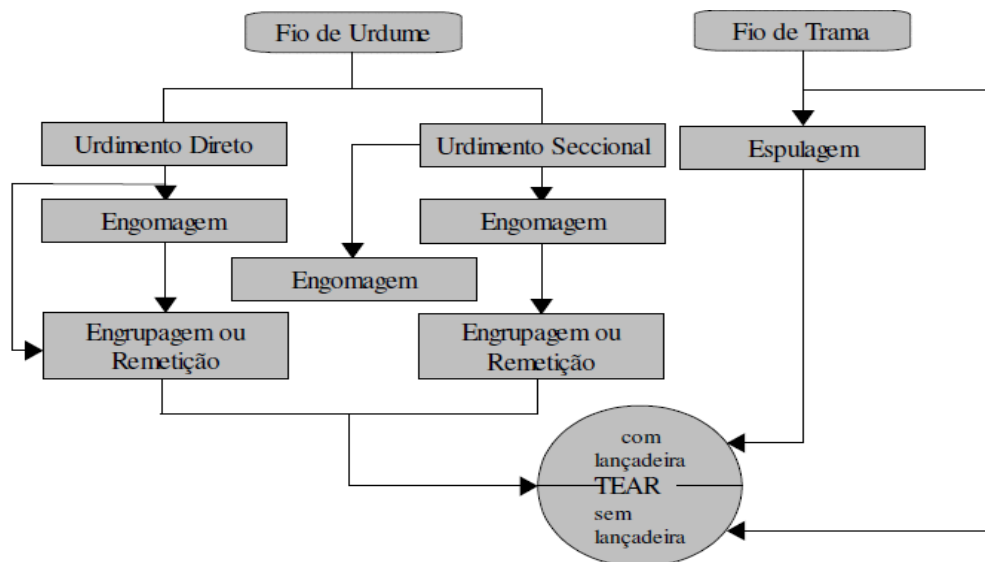 Fio de Urdume
Fio de Trama
Urdimento Direto
Urdimento Seccional
Espulagem
Engomagem
Engomagem
Engomagem
Engrupagem ou
Remetição
Engrupagem ou
Remetição
com
lançadeira
TEAR
sem
lançadeira